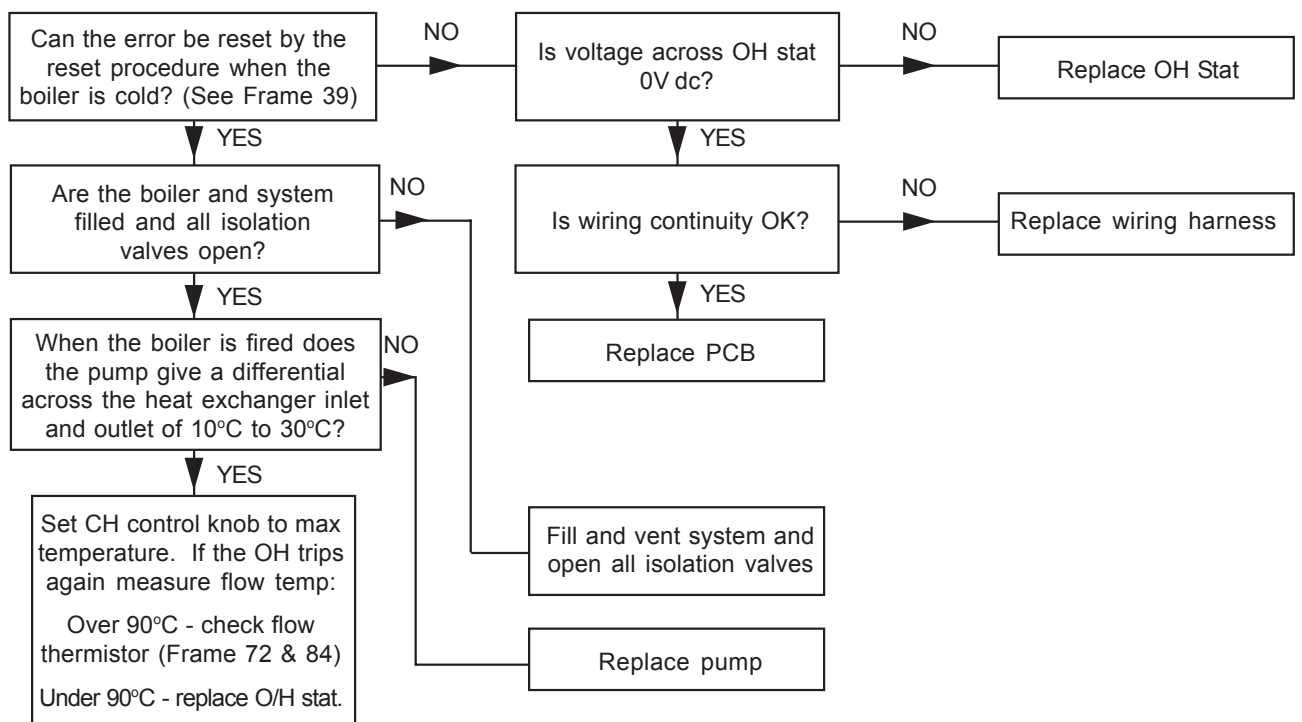 Can the error be reset by the
reset procedure when the
boiler is cold? (See Frame 39)
NO
Is voltage across OH stat
0V dc?
NO
Replace OH Stat
YES
YES
Are the boiler and system
filled and all isolation
valves open?
NO
Is wiring continuity OK?
NO
Replace wiring harness
YES
YES
When the boiler is fired does
the pump give a differential
across the heat exchanger inlet
and outlet of 10°C to 30°C?
NO
Replace PCB
YES
Set CH control knob to max
temperature. If the OH trips
again measure flow temp:
Over 90°C - check flow
thermistor (Frame 72 & 84)
Under 90°C - replace O/H stat.
Fill and vent system and
open all isolation valves
Replace pump